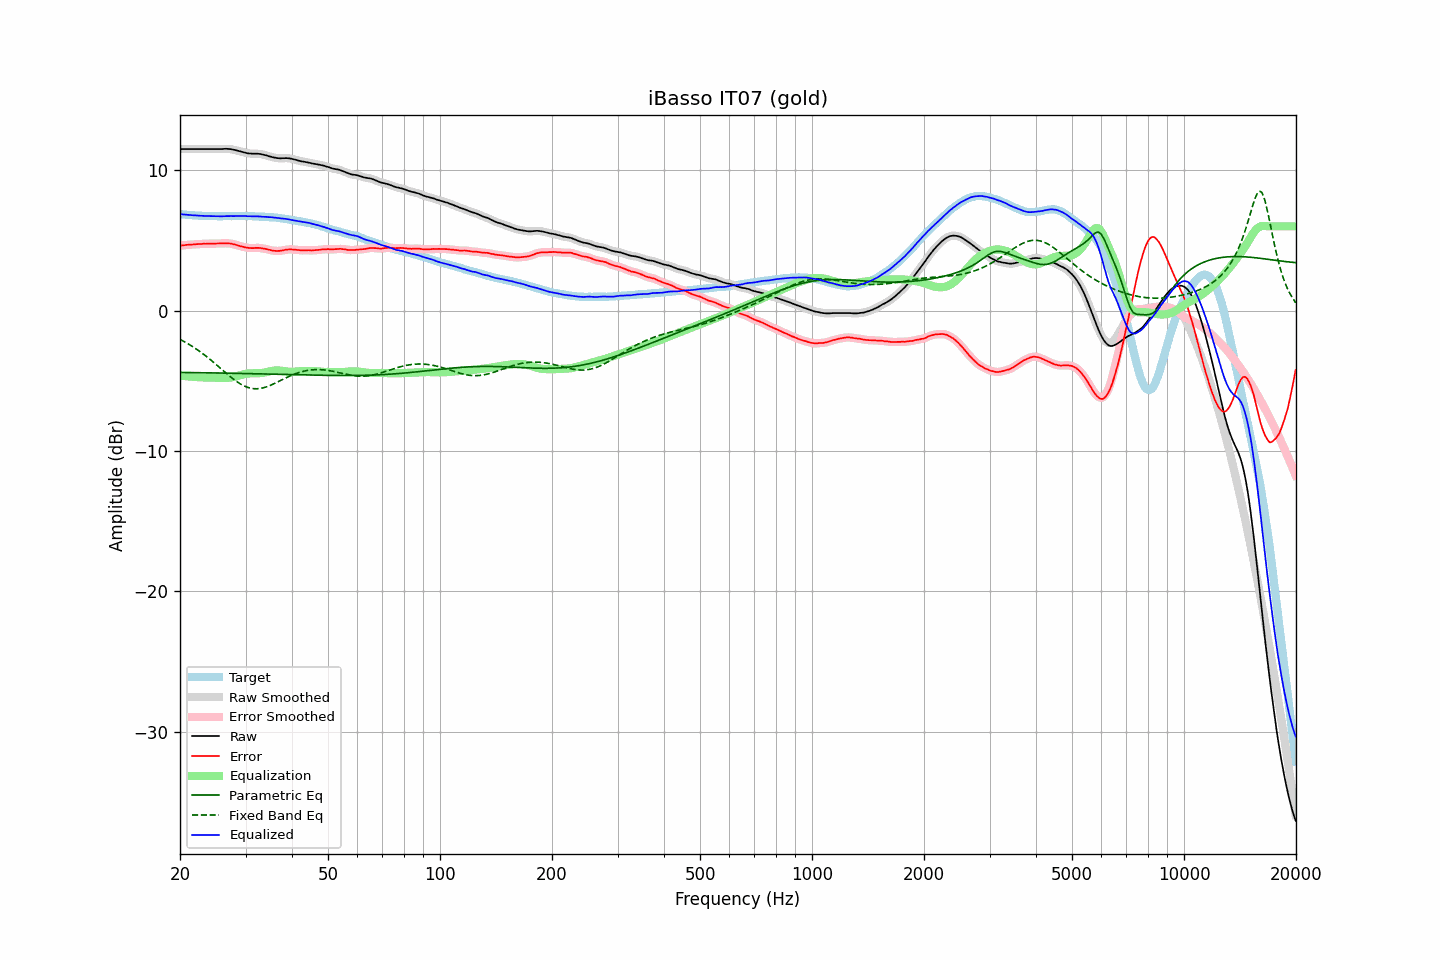 iBasso IT07 (gold)
Amplitude (dBr)
10
0
−10
−20
−30
Target
Raw Smoothed
Error Smoothed
Raw
Error
Equalization
Parametric Eq
Fixed Band Eq
Equalized
20 50 100 200 500 1000 2000 5000 10000 20000
Frequency (Hz)